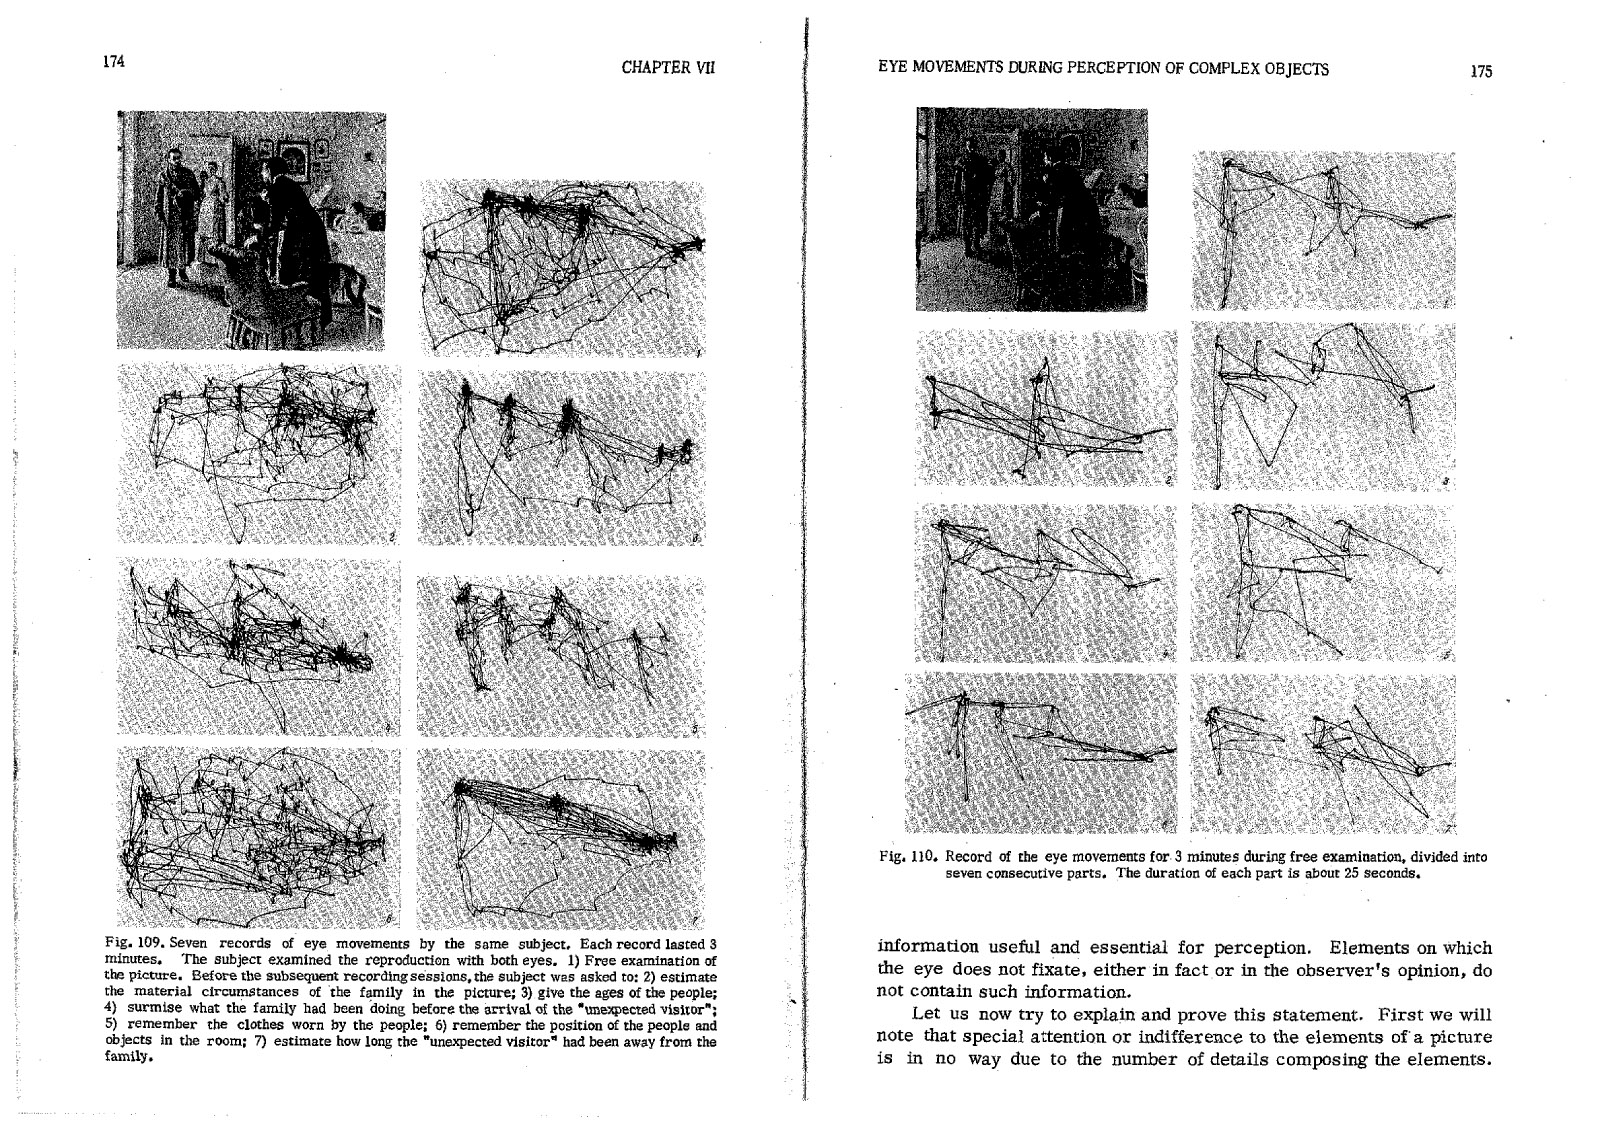 174
CHAPTER VII
1
2
3
4
5
6
7
Fig. 109. Seven records of eye movements by the same subject. Each record lasted 3
minutes. The subject examined the reproduction with both eyes. 1) Free examination of
the picture. Before the subsequent recording sessions, the subject was asked to: 2) estimate
the material circumstances of the family in the picture; 3) give the ages of the people;
4) surmise what the family had been doing before the arrival of the "unexpected visitor";
5) remember the clothes worn by the people; 6) remember the position of the people and
objects in the room; 7) estimate how long the "unexpected visitor" had been away from the
family.
EYE MOVEMENTS DURING PERCEPTION OF COMPLEX OBJECTS
175
2
3
7
Fig. 110. Record of the eye movements for 3 minutes during free examination, divided into
seven consecutive parts. The duration of each part is about 25 seconds.
information useful and essential for perception. Elements on which
the eye does not fixate, either in fact or in the observer's opinion, do
not contain such information.
Let us now try to explain and prove this statement. First we will
note that special attention or indifference to the elements of a picture
is in no way due to the number of details composing the elements.